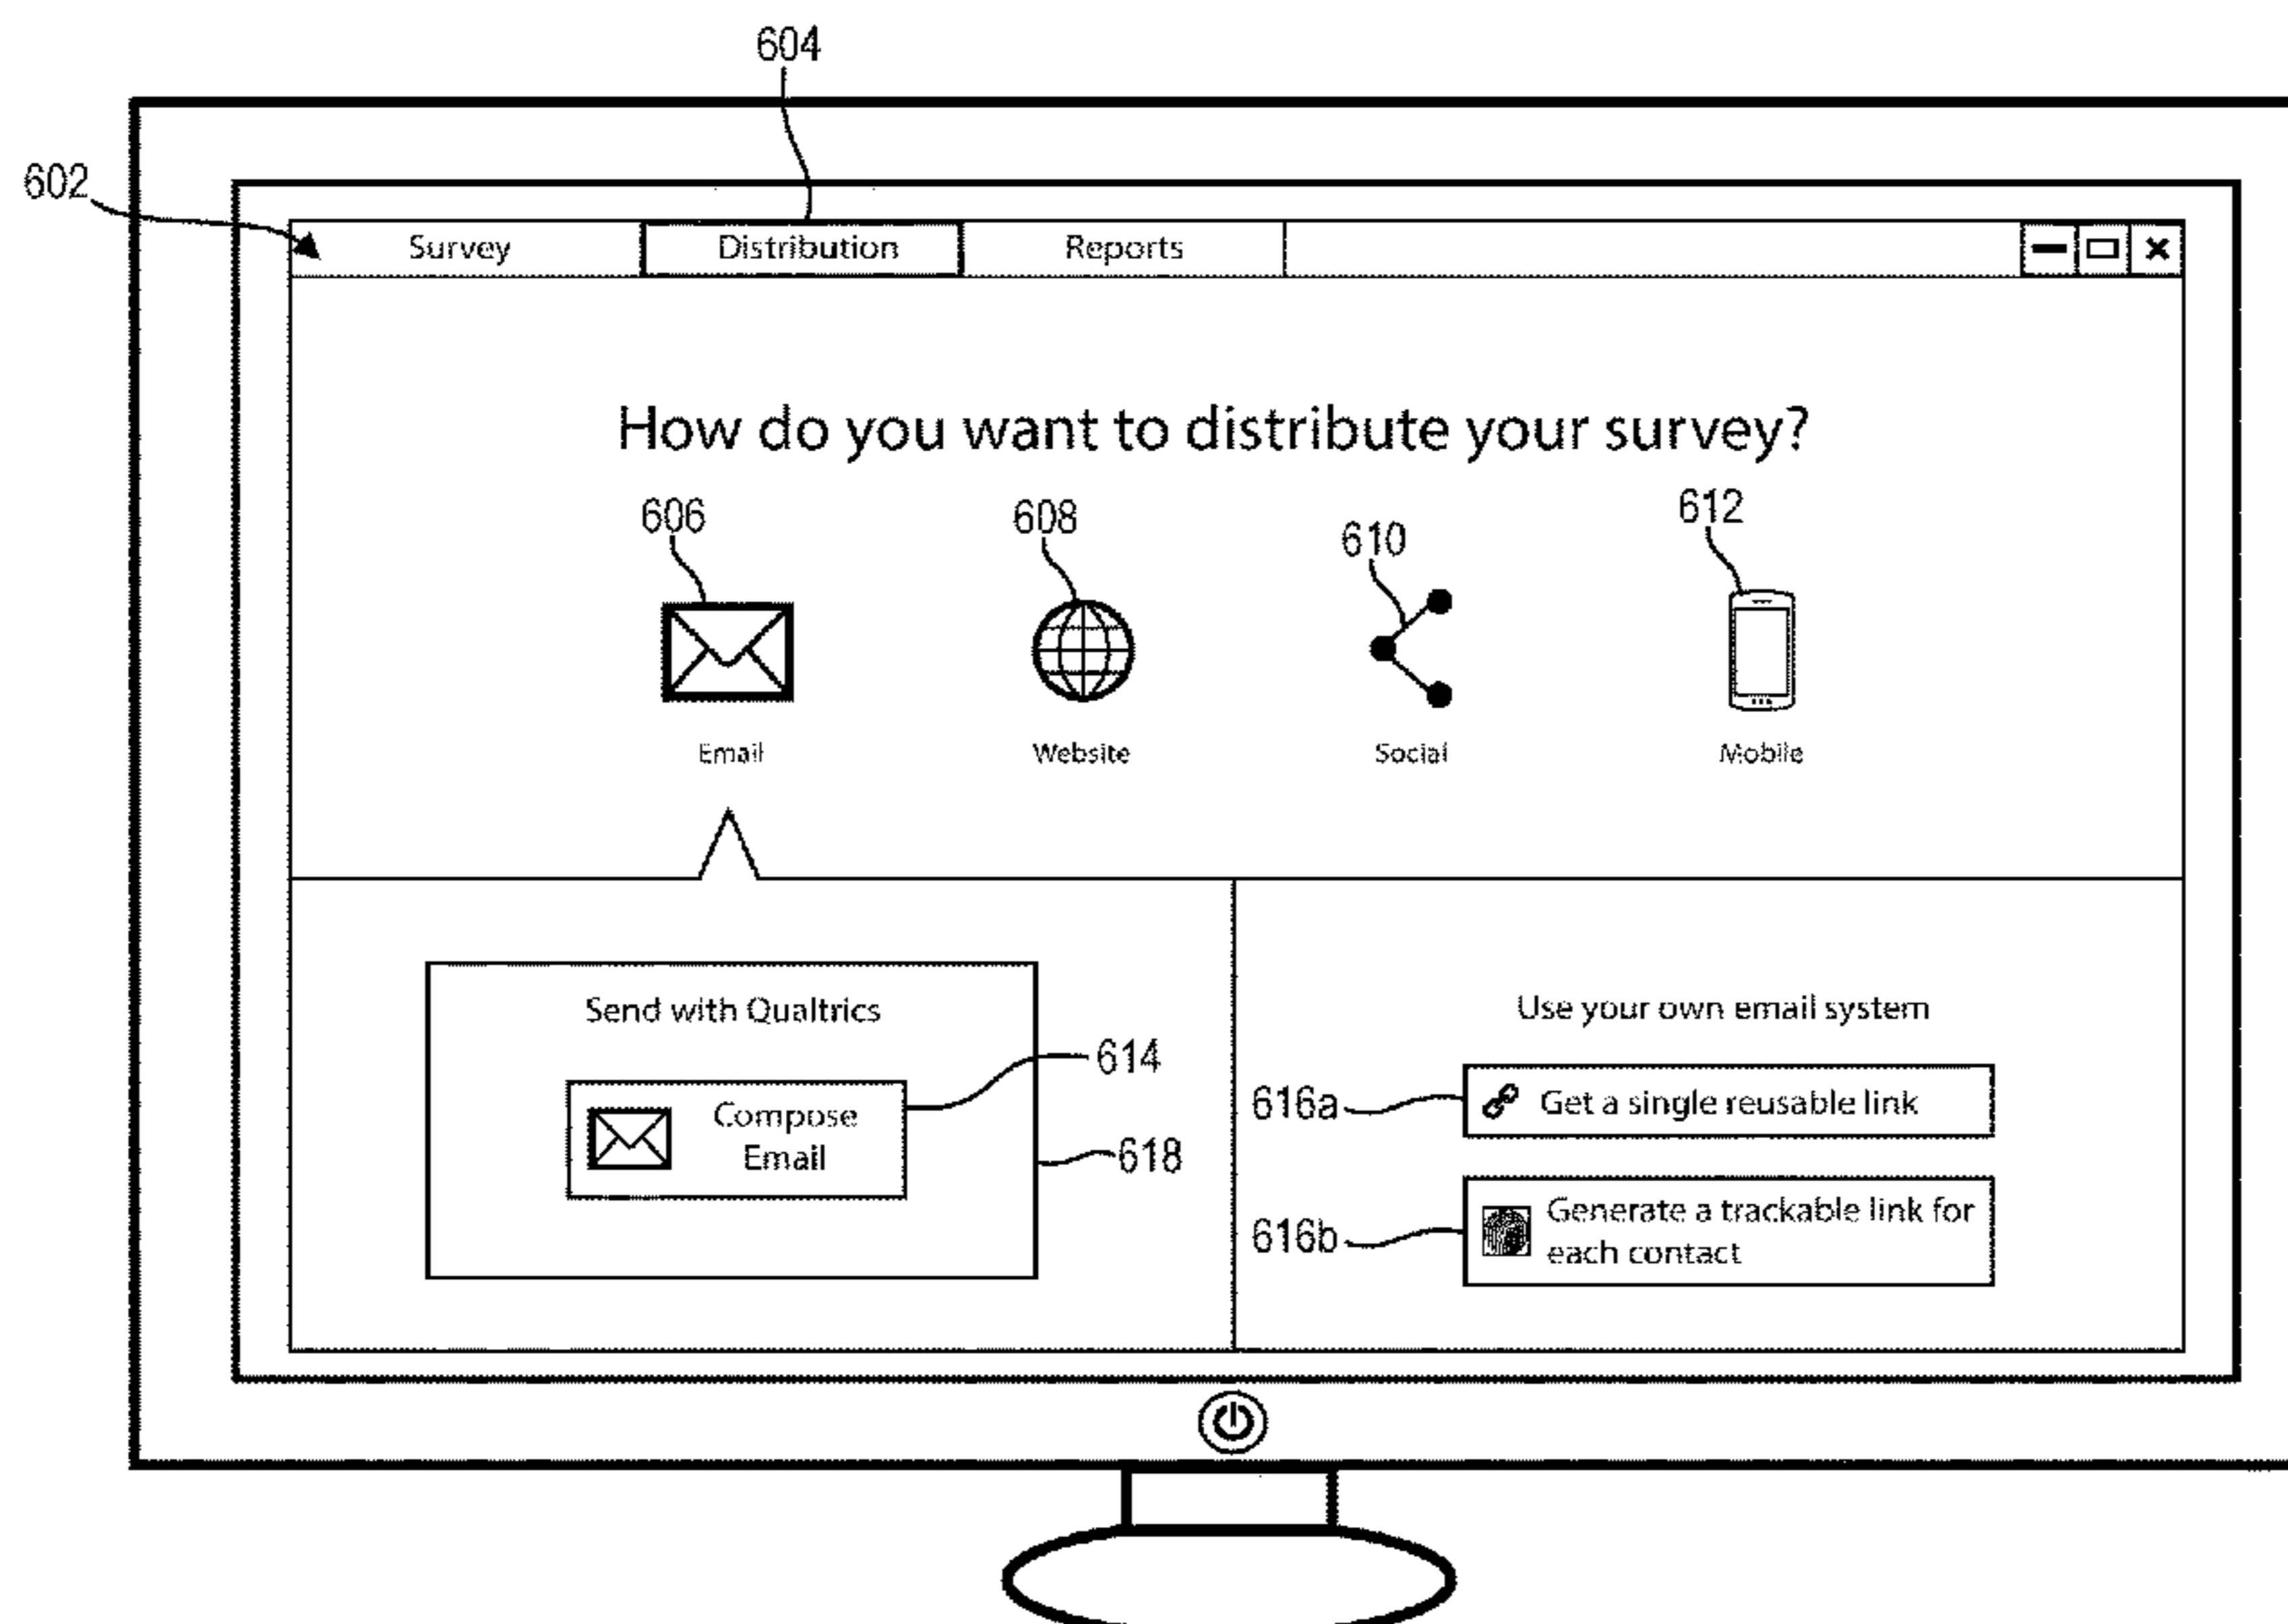 604
602
Survey Distribution Reports
How do you want to distribute your survey?
606 608 610 612
Email Website Social Mobile
Send with Qualtrics
614
Compose
Email
618
Use your own email system
616a
Get a single reusable link
616b
Generate a trackable link for
each contact